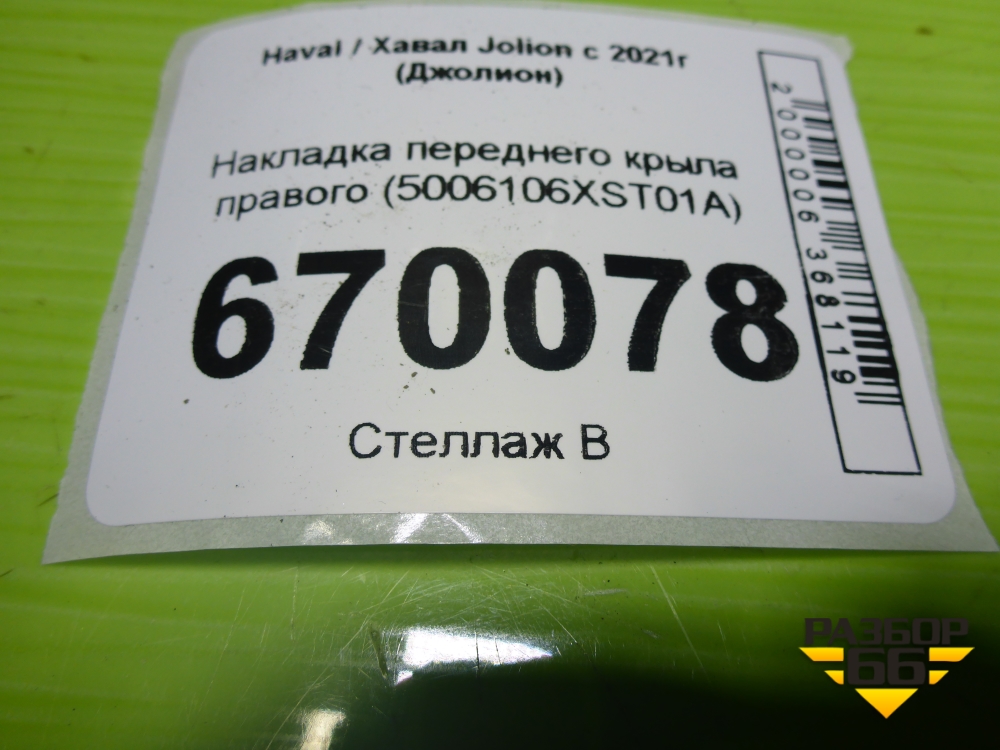 Haval / Хавал Jolion с 2021г
(Джолион)
Накладка переднего крыла
правого (5006106XST01A)
670078
Стеллаж В
2000006368119
РАЗБОР
66